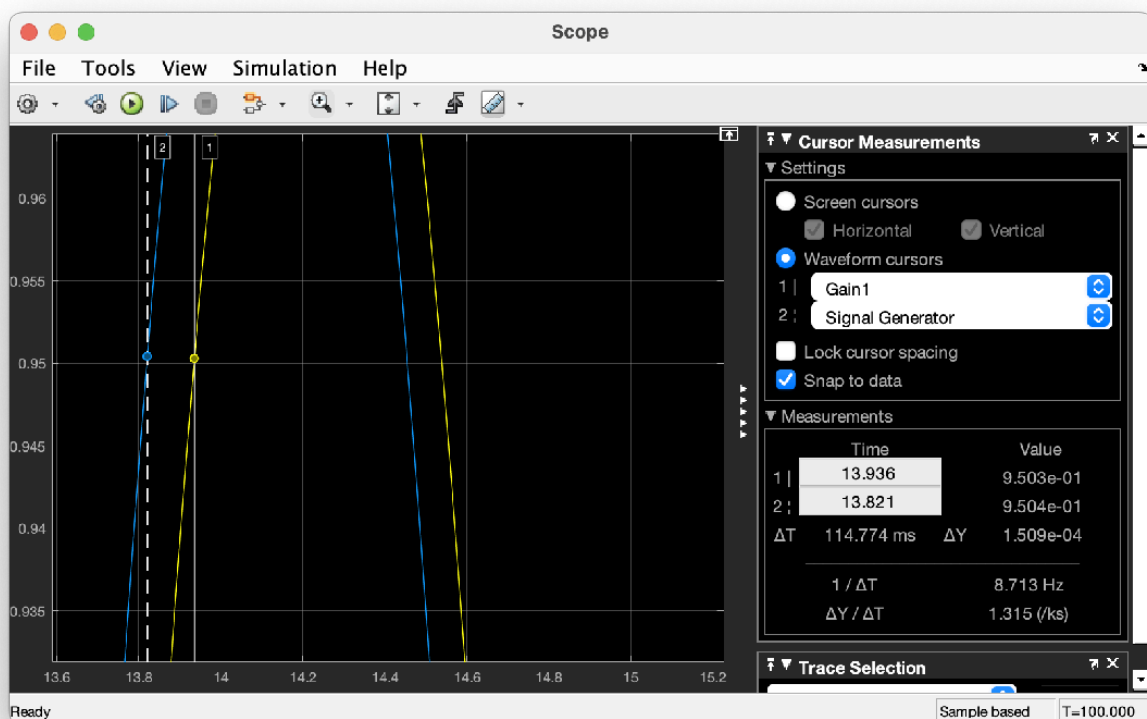 Scope
File Tools View Simulation Help
2 1
0.96
0.955
0.95
0.945
0.94
0.935
13.6 13.8 14 14.2 14.4 14.6 14.8 15 15.2
Cursor Measurements
Settings
Screen cursors
Horizontal Vertical
Waveform cursors
1 | Gain1
2 ¦ Signal Generator
Lock cursor spacing
Snap to data
Measurements
Time Value
1 | 13.936 9.503e-01
2 ¦ 13.821 9.504e-01
ΔT 114.774 ms ΔY 1.509e-04
1 / ΔT 8.713 Hz
ΔY / ΔT 1.315 (/ks)
Trace Selection
Ready Sample based T=100.000